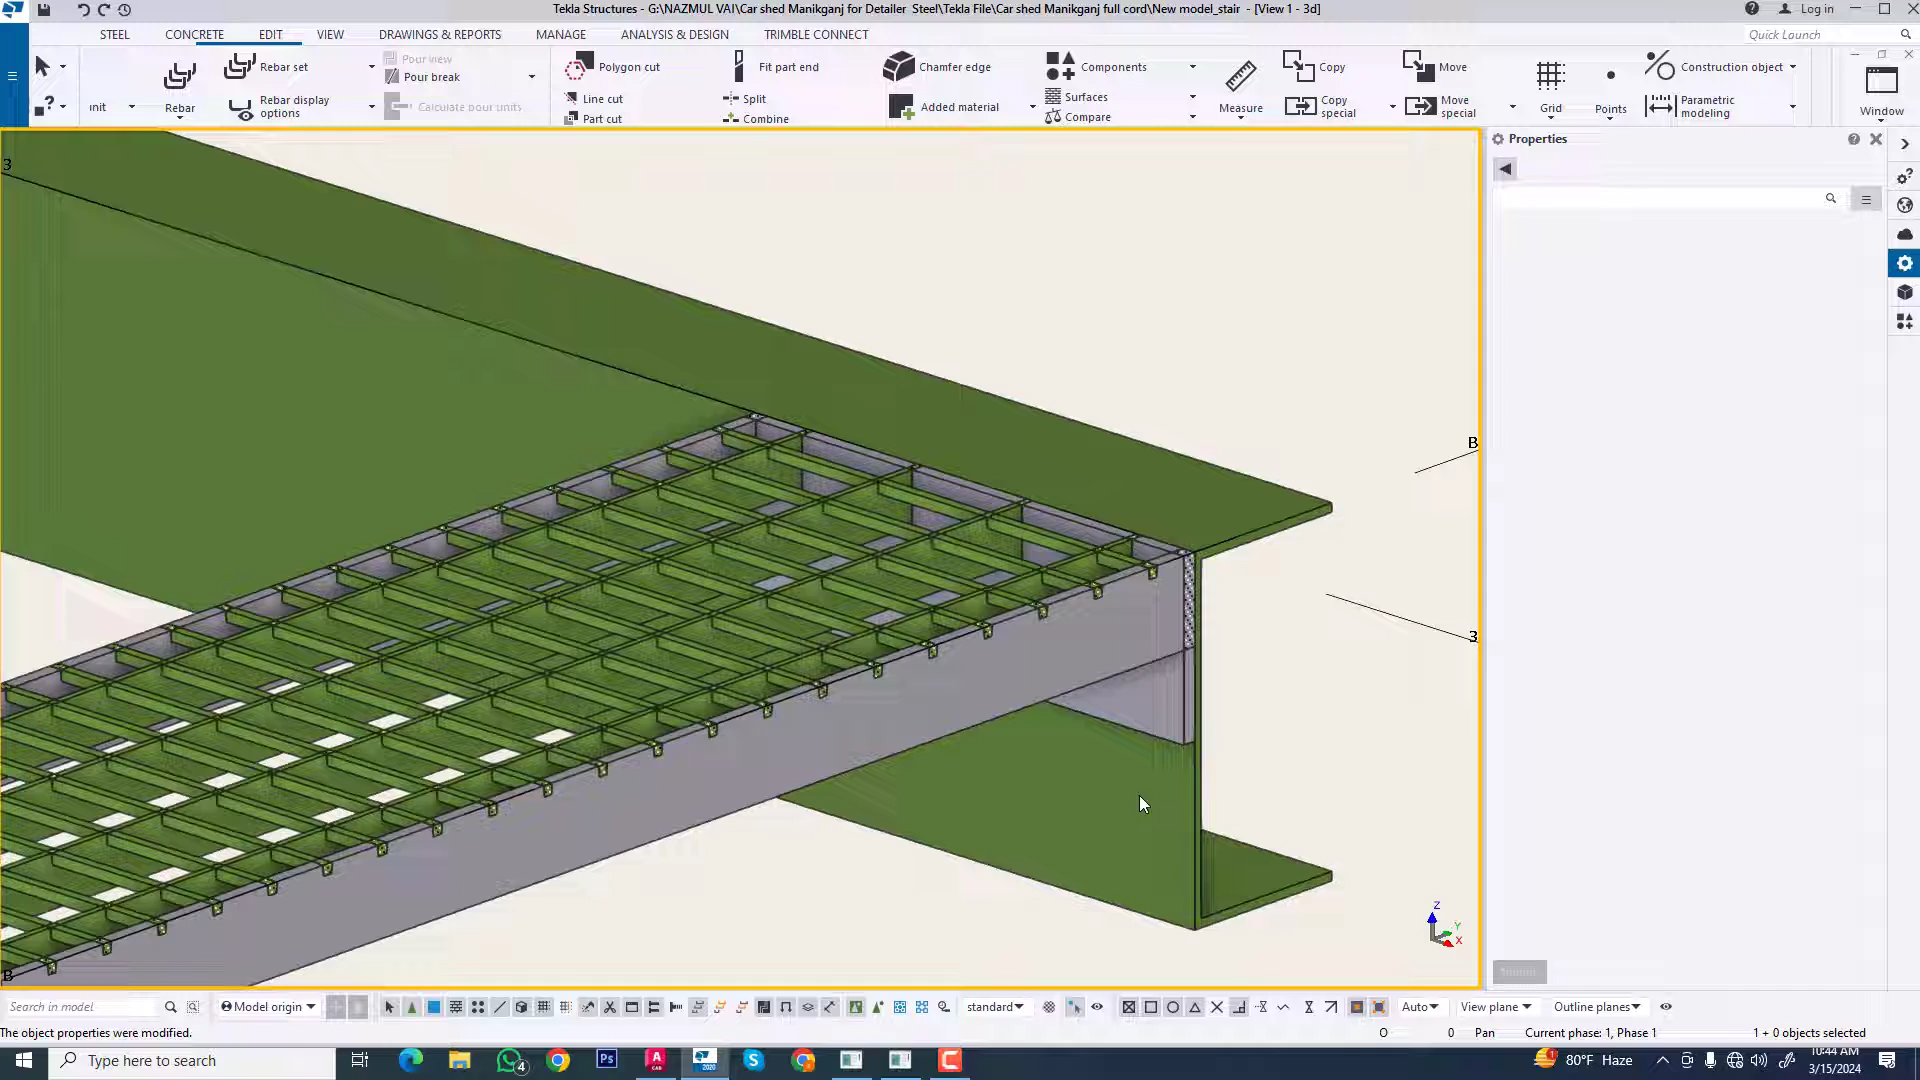 Tekla Structures - G:\NAZMUL VAI\Car shed Manikganj for Detailer Steel\Tekla File\Car shed Manikganj full cord\New model_stair - [View 1 - 3d]
Log in
STEEL CONCRETE EDIT VIEW DRAWINGS & REPORTS MANAGE ANALYSIS & DESIGN TRIMBLE CONNECT
Quick Launch
Rebar set
Pour view
Pour break
Polygon cut
Fit part end
Chamfer edge
Components
Copy
Move
Construction object
Rebar
Rebar display options
Calculate pour units
Line cut
Part cut
Split
Combine
Added material
Surfaces
Compare
Measure
Copy special
Move special
Grid
Points
Parametric modeling
Window
Properties
3
B
3
B
Z
Y
X
Search in model
Model origin
standard
Auto
View plane
Outline planes
The object properties were modified.
O 0 Pan Current phase: 1, Phase 1 1 + 0 objects selected
Type here to search
4
Ps
A
CAD
2020
80°F Haze
10:44 AM
3/15/2024